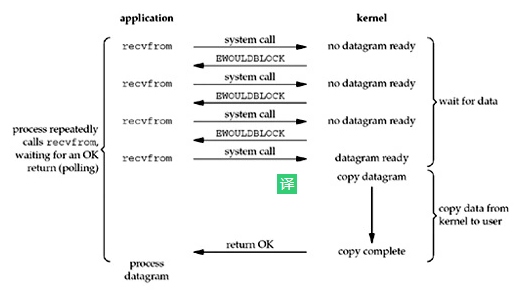 application kernel
recvfrom system call no datagram ready
EWOULDBLOCK
recvfrom system call no datagram ready
EWOULDBLOCK
recvfrom system call no datagram ready
EWOULDBLOCK
recvfrom system call datagram ready
process repeatedly
calls recvfrom,
waiting for an OK
return (polling)
wait for data
译
copy datagram
copy data from
kernel to user
return OK copy complete
process
datagram